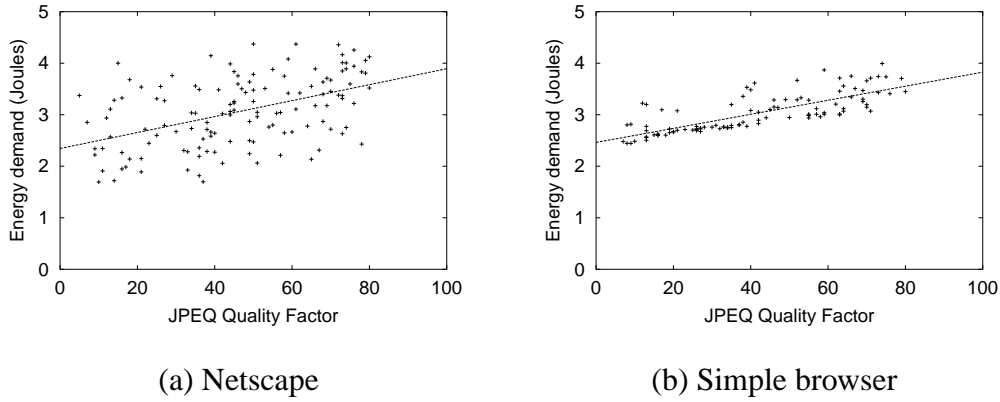 5
4
3
2
1
0
Energy demand (Joules)
0 20 40 60 80 100
JPEQ Quality Factor
(a) Netscape
5
4
3
2
1
0
Energy demand (Joules)
0 20 40 60 80 100
JPEQ Quality Factor
(b) Simple browser